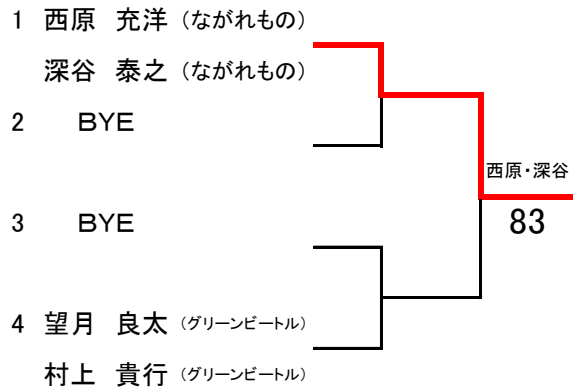 1 西原 充洋 （ながれもの）
深谷 泰之 （ながれもの）
2 ＢＹＥ
西原・深谷
3 ＢＹＥ
83
4 望月 良太 （グリーンビートル）
村上 貴行 （グリーンビートル）